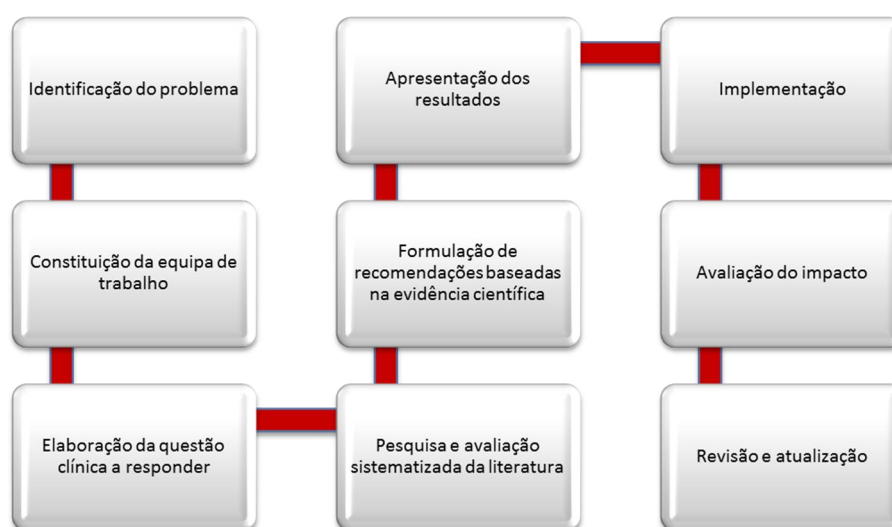 Identificação do problema
Constituição da equipa de
trabalho
Elaboração da questão
clínica a responder
Pesquisa e avaliação
sistematizada da literatura
Formulação de
recomendações baseadas
na evidência científica
Apresentação dos
resultados
Implementação
Avaliação do impacto
Revisão e atualização